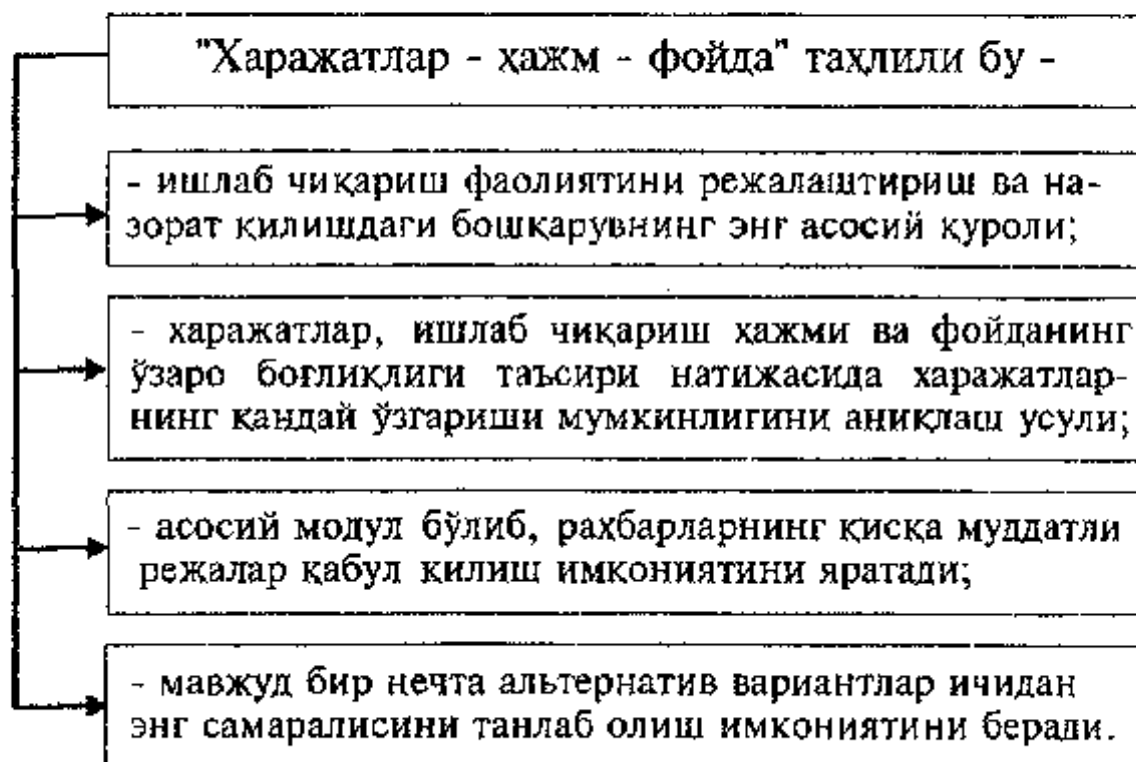 "Харажатлар - ҳажм - фойда" таҳлили бу -
- ишлаб чиқариш фаолиятини режалаштириш ва на-
зорат қилишдаги бошқарувнинг энг асосий қуроли;
- харажатлар, ишлаб чиқариш ҳажми ва фойданинг
ўзаро боғлиқлиги таъсири натижасида харажатлар-
нинг қандай ўзгариши мумкинлигини аниқлаш усули;
- асосий модул бўлиб, раҳбарларнинг қисқа муддатли
режалар қабул қилиш имкониятини яратади;
- мавжуд бир нечта альтернатив вариантлар ичидан
энг самаралисини танлаб олиш имкониятини беради.